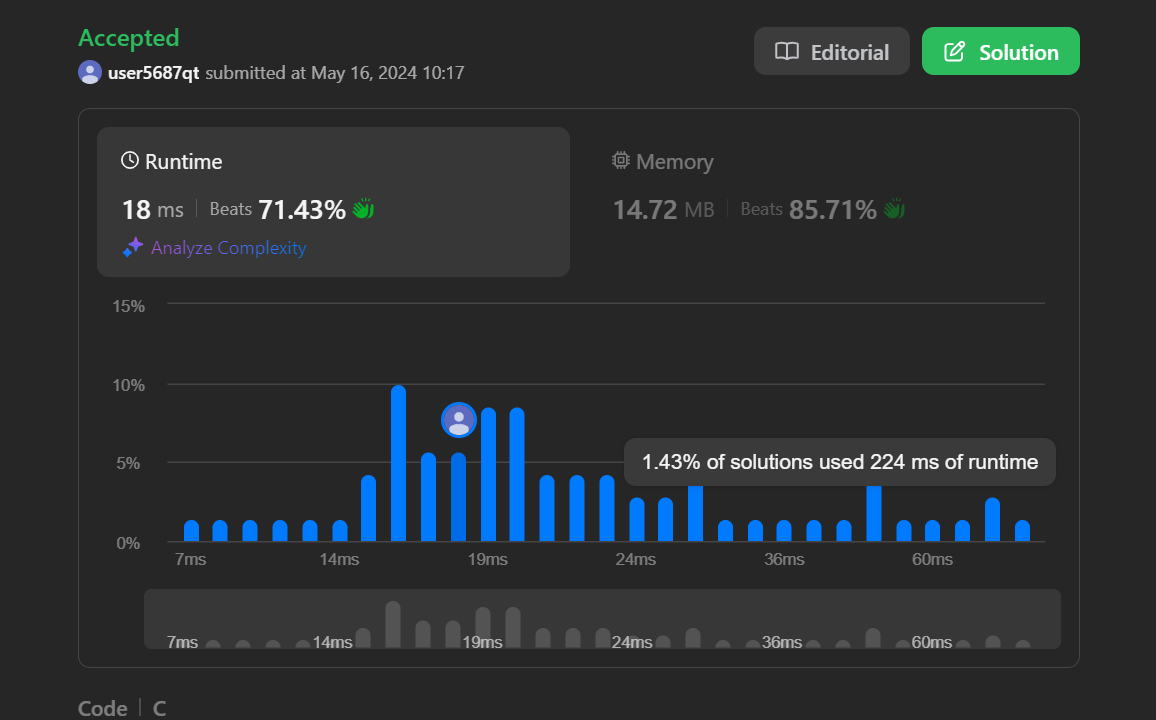 Accepted
user5687qt submitted at May 16, 2024 10:17
Editorial
Solution
Runtime
18 ms | Beats 71.43%
Analyze Complexity
Memory
14.72 MB | Beats 85.71%
15%
10%
5%
0%
1.43% of solutions used 224 ms of runtime
7ms 14ms 19ms 24ms 36ms 60ms
7ms 14ms 19ms 24ms 36ms 60ms
Code | C